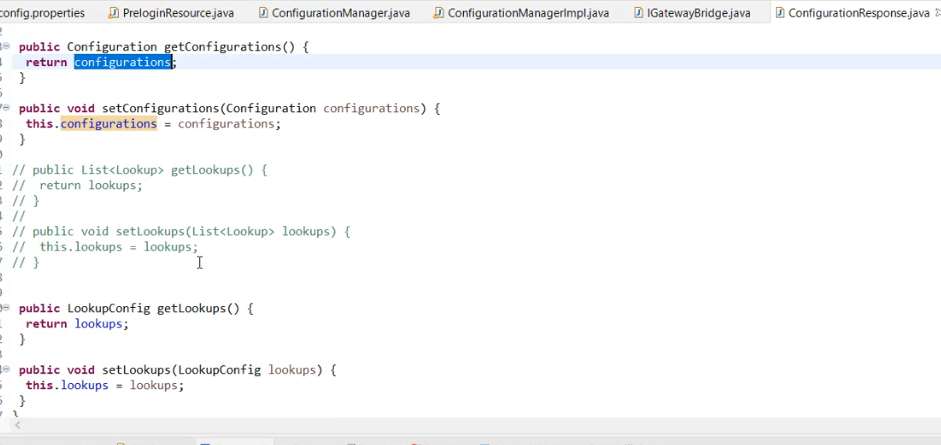 config.properties PreloginResource.java ConfigurationManager.java ConfigurationManagerImpl.java IGatewayBridge.java ConfigurationResponse.java
public Configuration getConfigurations() {
return configurations;
}
public void setConfigurations(Configuration configurations) {
this.configurations = configurations;
}
// public List<Lookup> getLookups() {
// return lookups;
// }
//
// public void setLookups(List<Lookup> lookups) {
// this.lookups = lookups;
// }
public LookupConfig getLookups() {
return lookups;
}
public void setLookups(LookupConfig lookups) {
this.lookups = lookups;
}
}